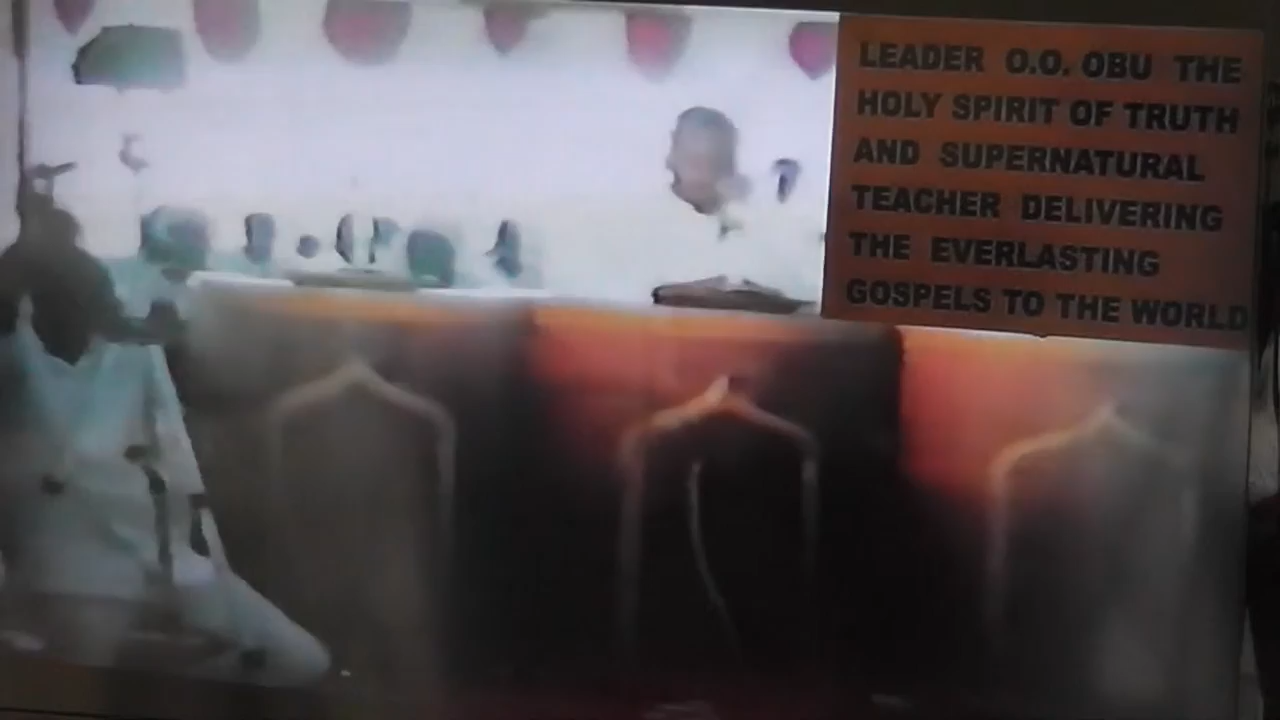 LEADER O.O. OBU THE
HOLY SPIRIT OF TRUTH
AND SUPERNATURAL
TEACHER DELIVERING
THE EVERLASTING
GOSPELS TO THE WORLD